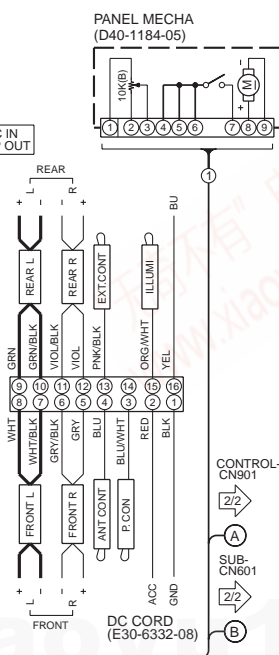 PANEL MECHA
(D40-1184-05)
10K(B)
M
- +
1 2 3 4 5 6 7 8 9
C IN
OUT
1
REAR
+ L - - R +
BU
REAR L
REAR R
EXT.CONT
ILLUMI
GRN
GRN/BLK
VIOL/BLK
VIOL
PNK/BLK
ORG/WHT
YEL
9 10 11 12 13 14 15 16
8 7 6 5 4 3 2 1
WHT
WHT/BLK
GRY/BLK
GRY
BLU
BLU/WHT
RED
BLK
FRONT L
FRONT R
ANT CONT
P. CON
ACC
GND
+ L - - R +
FRONT
CONTROL-
CN901
2/2
A
SUB-
CN601
2/2
B
DC CORD
(E30-6332-08)